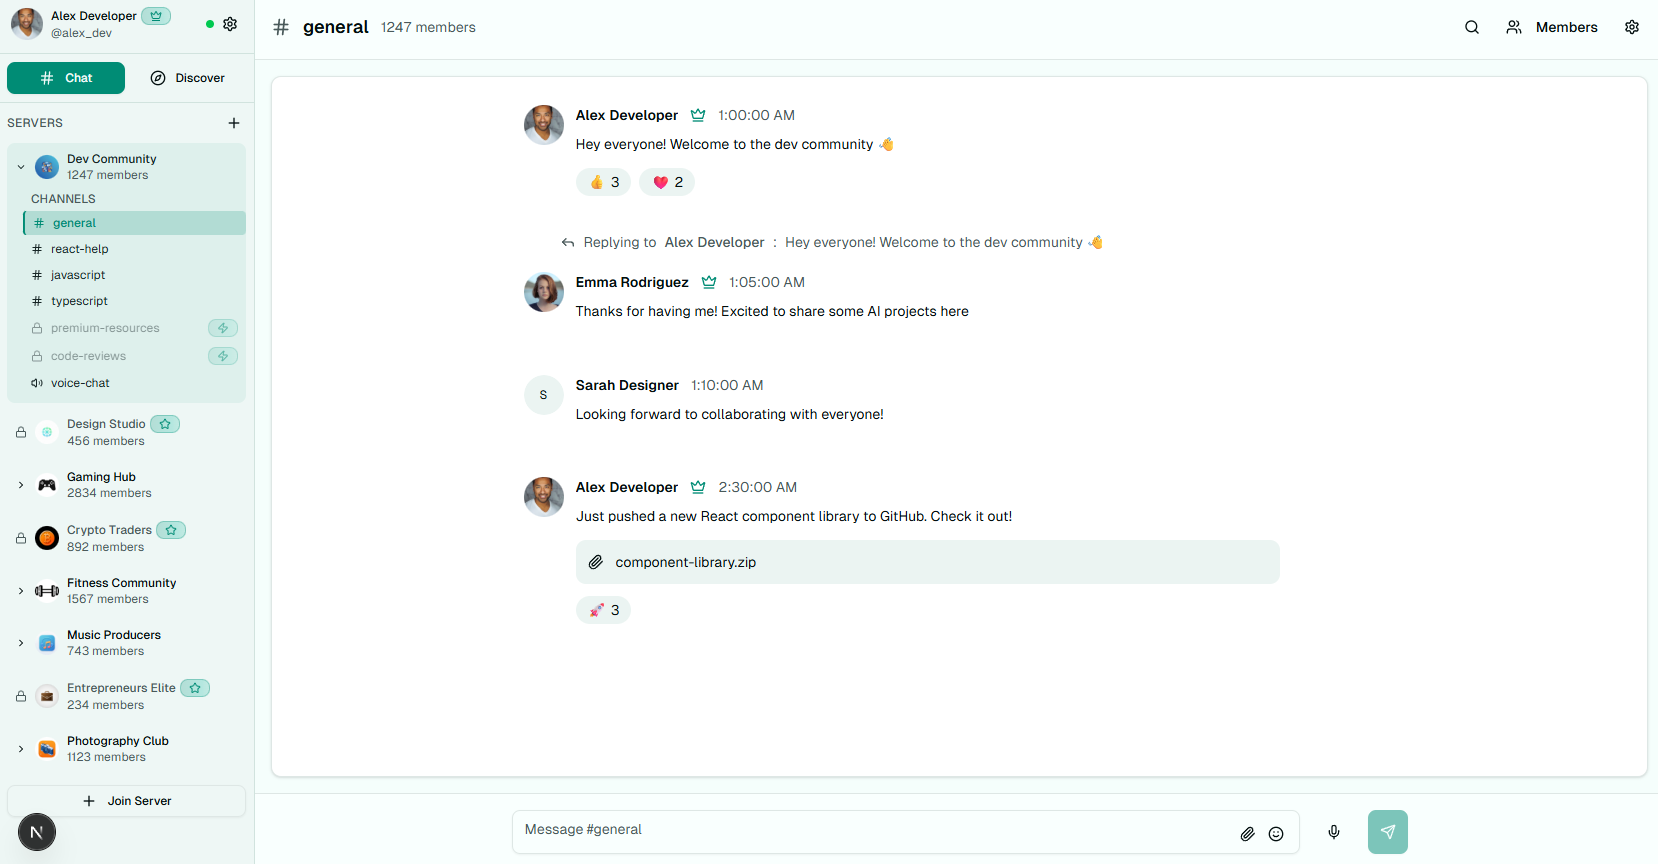 Alex Developer
@alex_dev
Chat
Discover
SERVERS
Dev Community
1247 members
CHANNELS
general
react-help
javascript
typescript
premium-resources
code-reviews
voice-chat
Design Studio
456 members
Gaming Hub
2834 members
Crypto Traders
892 members
Fitness Community
1567 members
Music Producers
743 members
Entrepreneurs Elite
234 members
Photography Club
1123 members
Join Server
N
# general 1247 members
Members
Alex Developer 1:00:00 AM
Hey everyone! Welcome to the dev community 👋
👍 3 ❤️ 2
Replying to Alex Developer : Hey everyone! Welcome to the dev community 👋
Emma Rodriguez 1:05:00 AM
Thanks for having me! Excited to share some AI projects here
S
Sarah Designer 1:10:00 AM
Looking forward to collaborating with everyone!
Alex Developer 2:30:00 AM
Just pushed a new React component library to GitHub. Check it out!
component-library.zip
🚀 3
Message #general